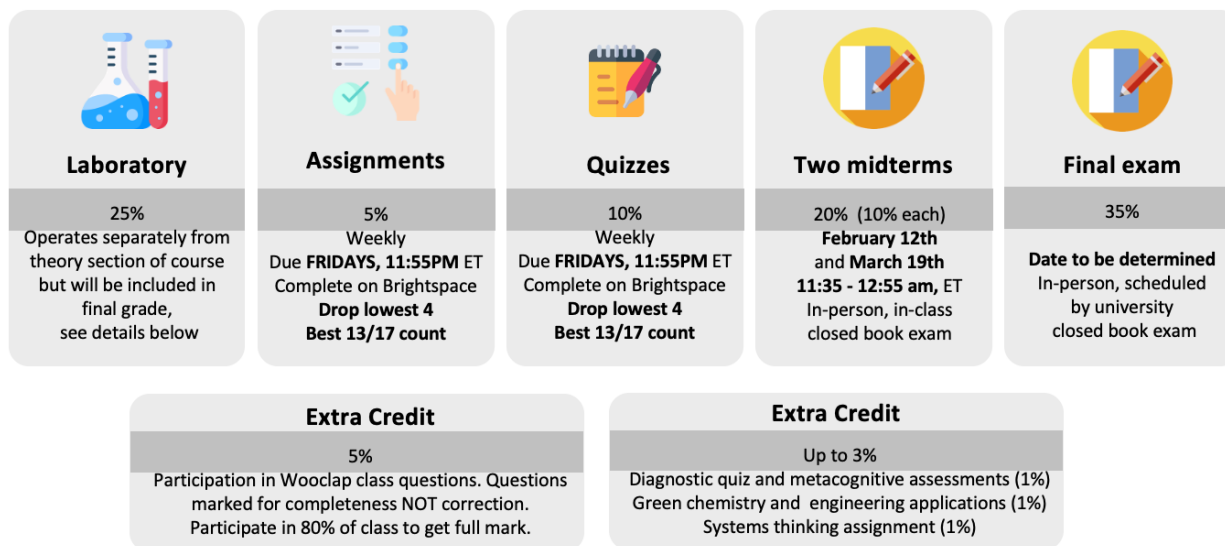 Laboratory
25%
Operates separately from
theory section of course
but will be included in
final grade,
see details below
Assignments
5%
Weekly
Due FRIDAYS, 11:55PM ET
Complete on Brightspace
Drop lowest 4
Best 13/17 count
Quizzes
10%
Weekly
Due FRIDAYS, 11:55PM ET
Complete on Brightspace
Drop lowest 4
Best 13/17 count
Two midterms
20% (10% each)
February 12th
and March 19th
11:35 - 12:55 am, ET
In-person, in-class
closed book exam
Final exam
35%
Date to be determined
In-person, scheduled
by university
closed book exam
Extra Credit
5%
Participation in Wooclap class questions. Questions
marked for completeness NOT correction.
Participate in 80% of class to get full mark.
Extra Credit
Up to 3%
Diagnostic quiz and metacognitive assessments (1%)
Green chemistry and engineering applications (1%)
Systems thinking assignment (1%)